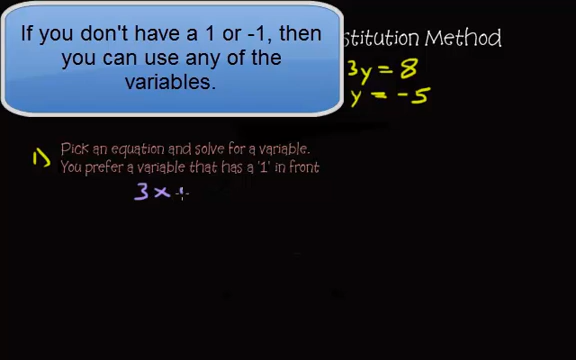 If you don't have a 1 or -1, then
you can use any of the
variables.
stitution Method
3y = 8
y = -5
1) Pick an equation and solve for a variable.
You prefer a variable that has a '1' in front
3x +